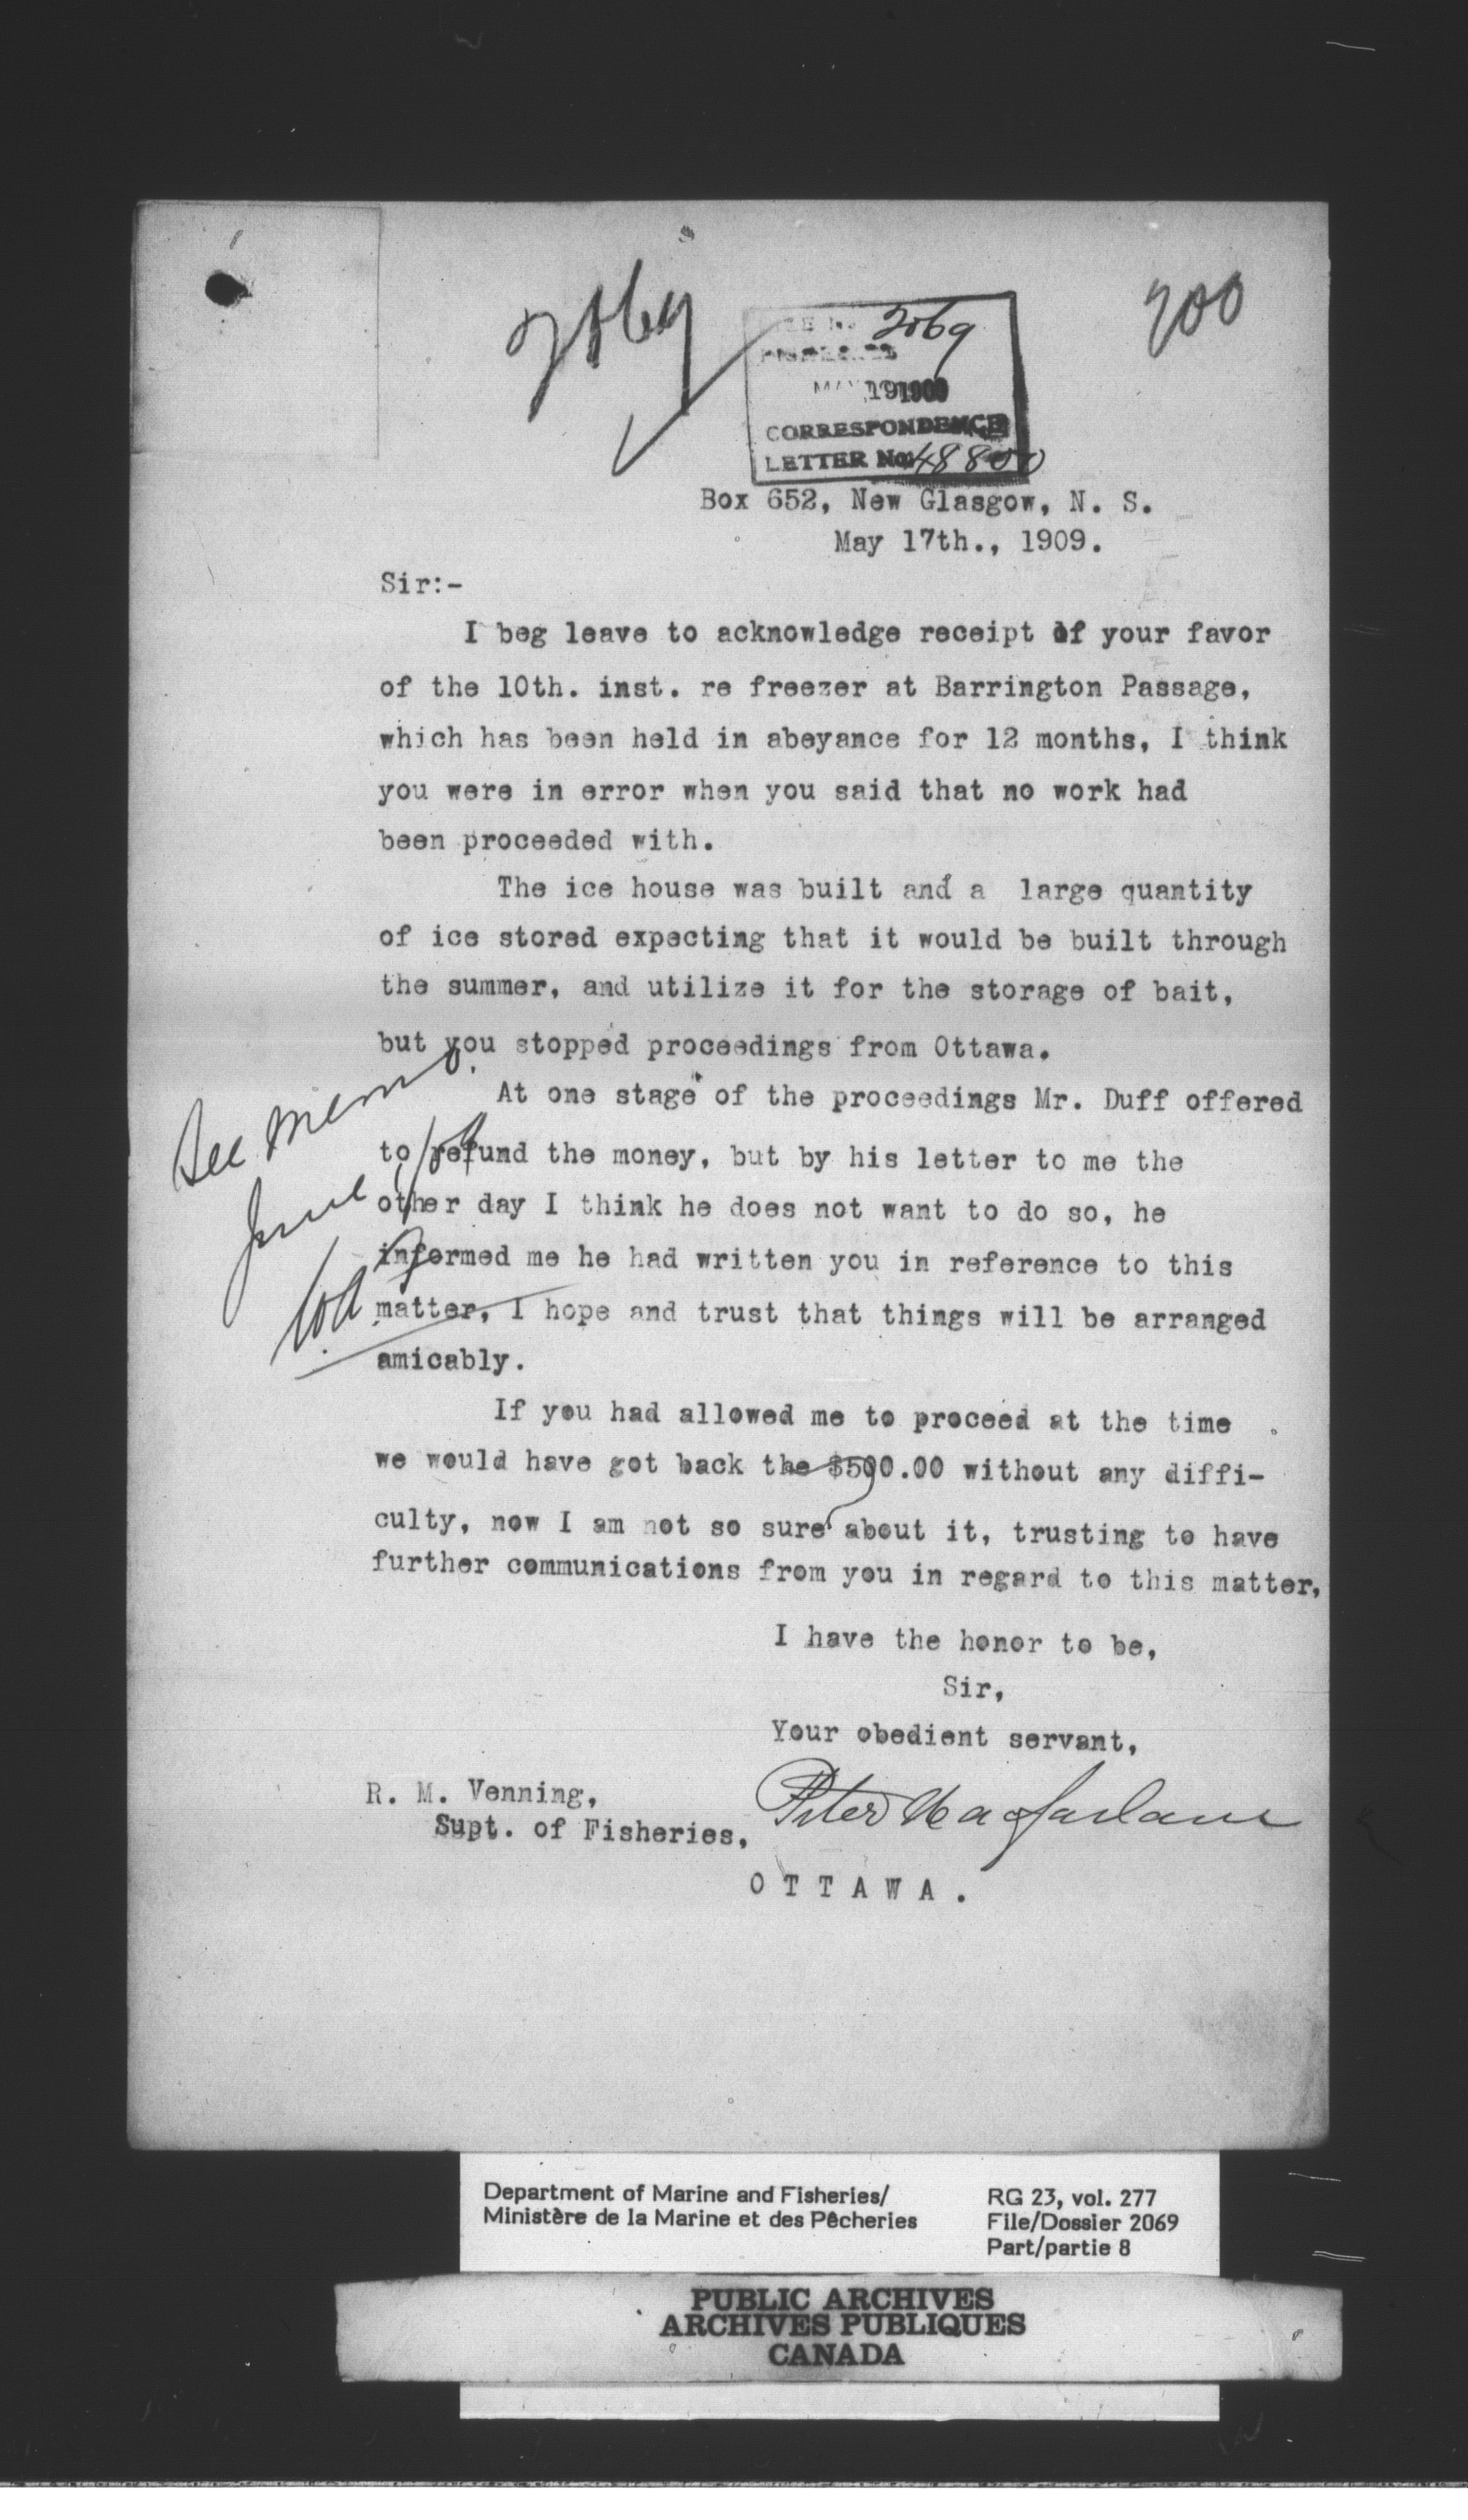 2069
200
FILE No. 2069
FISHERIES
MAY 19 1909
CORRESPONDENCE
LETTER No. 48800
Box 652, New Glasgow, N. S.
May 17th., 1909.
Sir:-
I beg leave to acknowledge receipt of your favor
of the 10th. inst. re freezer at Barrington Passage,
which has been held in abeyance for 12 months, I think
you were in error when you said that no work had
been proceeded with.
The ice house was built and a large quantity
of ice stored expecting that it would be built through
the summer, and utilize it for the storage of bait,
but you stopped proceedings from Ottawa.
At one stage of the proceedings Mr. Duff offered
to refund the money, but by his letter to me the
other day I think he does not want to do so, he
informed me he had written you in reference to this
matter, I hope and trust that things will be arranged
amicably.
See memo.
June 1/09
If you had allowed me to proceed at the time
we would have got back the $500.00 without any diffi-
culty, now I am not so sure about it, trusting to have
further communications from you in regard to this matter,
I have the honor to be,
Sir,
Your obedient servant,
Peter Macfarlane
R. M. Venning,
Supt. of Fisheries,
OTTAWA.
Department of Marine and Fisheries/
Ministère de la Marine et des Pêcheries
RG 23, vol. 277
File/Dossier 2069
Part/partie 8
PUBLIC ARCHIVES
ARCHIVES PUBLIQUES
CANADA